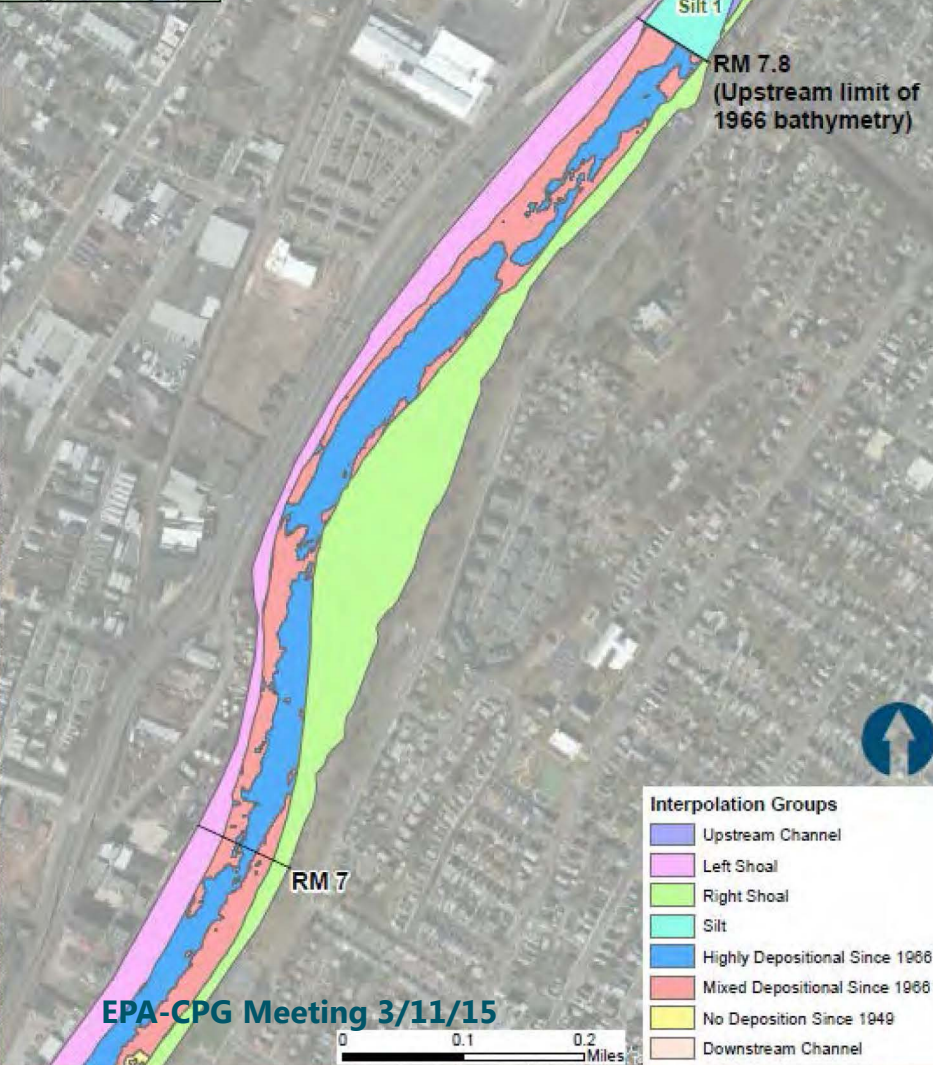 Silt 1
RM 7.8
(Upstream limit of
1966 bathymetry)
RM 7
Interpolation Groups
Upstream Channel
Left Shoal
Right Shoal
Silt
Highly Depositional Since 1966
Mixed Depositional Since 1966
No Deposition Since 1949
Downstream Channel
EPA-CPG Meeting 3/11/15
0 0.1 0.2
Miles